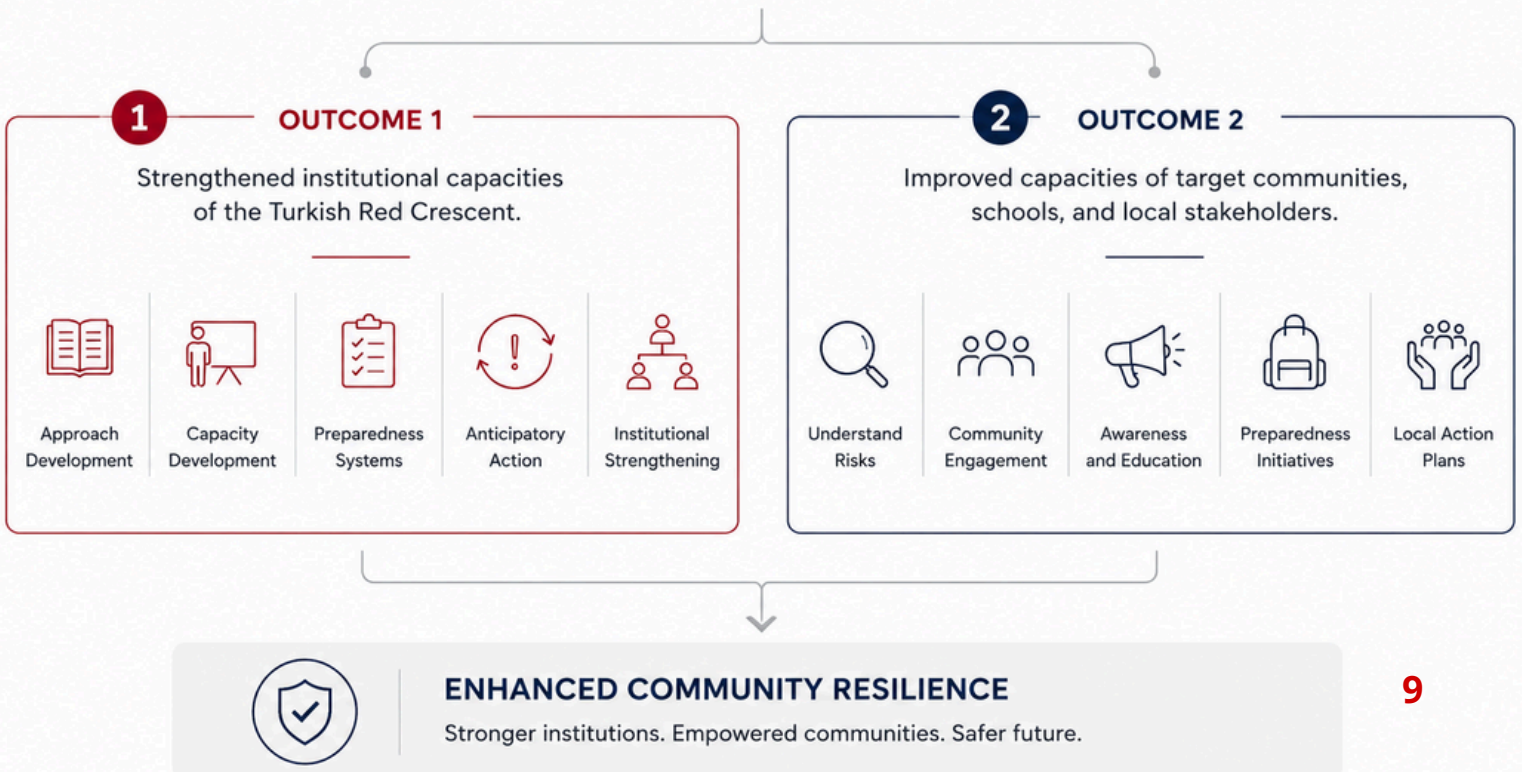 1 OUTCOME 1
Strengthened institutional capacities
of the Turkish Red Crescent.
Approach
Development
Capacity
Development
Preparedness
Systems
Anticipatory
Action
Institutional
Strengthening
2 OUTCOME 2
Improved capacities of target communities,
schools, and local stakeholders.
Understand
Risks
Community
Engagement
Awareness
and Education
Preparedness
Initiatives
Local Action
Plans
ENHANCED COMMUNITY RESILIENCE
Stronger institutions. Empowered communities. Safer future.
9